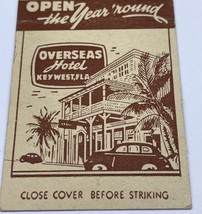 OPEN
the Year 'round
OVERSEAS
Hotel
KEY WEST, FLA
CLOSE COVER BEFORE STRIKING